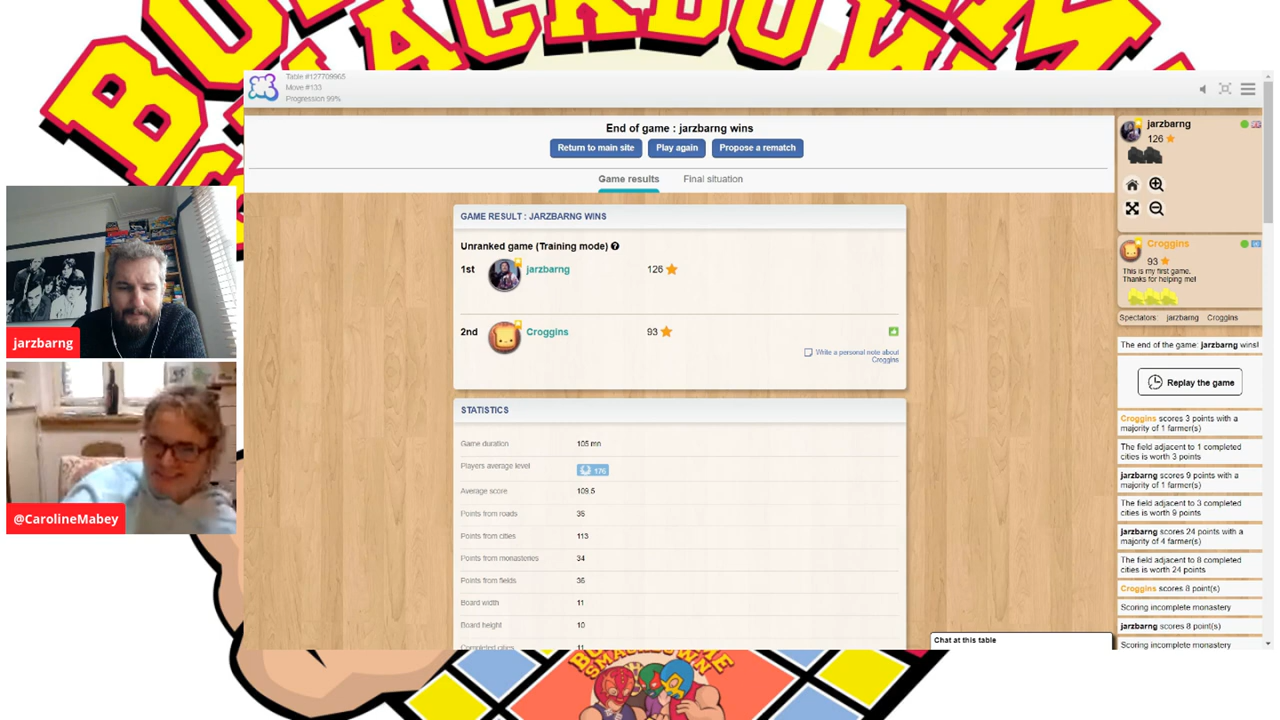 SMACKDOWN
Table #127709965
Move #133
Progression 99%
End of game : jarzbarng wins
Return to main site
Play again
Propose a rematch
Game results
Final situation
GAME RESULT : JARZBARNG WINS
Unranked game (Training mode) ?
1st
jarzbarng
126
2nd
Croggins
93
Write a personal note about
Croggins
STATISTICS
Game duration
105 mn
Players average level
176
Average score
109.5
Points from roads
35
Points from cities
113
Points from monasteries
34
Points from fields
36
Board width
11
Board height
10
Completed cities
11
jarzbarng
126
Croggins
93
This is my first game.
Thanks for helping me!
Spectators: jarzbarng Croggins
The end of the game: jarzbarng wins!
Replay the game
Croggins scores 3 points with a
majority of 1 farmer(s)
The field adjacent to 1 completed
cities is worth 3 points
jarzbarng scores 9 points with a
majority of 1 farmer(s)
The field adjacent to 3 completed
cities is worth 9 points
jarzbarng scores 24 points with a
majority of 4 farmer(s)
The field adjacent to 8 completed
cities is worth 24 points
Croggins scores 8 point(s)
Scoring incomplete monastery
jarzbarng scores 8 point(s)
Scoring incomplete monastery
Chat at this table
jarzbarng
@CarolineMabey
SMACKDOWN